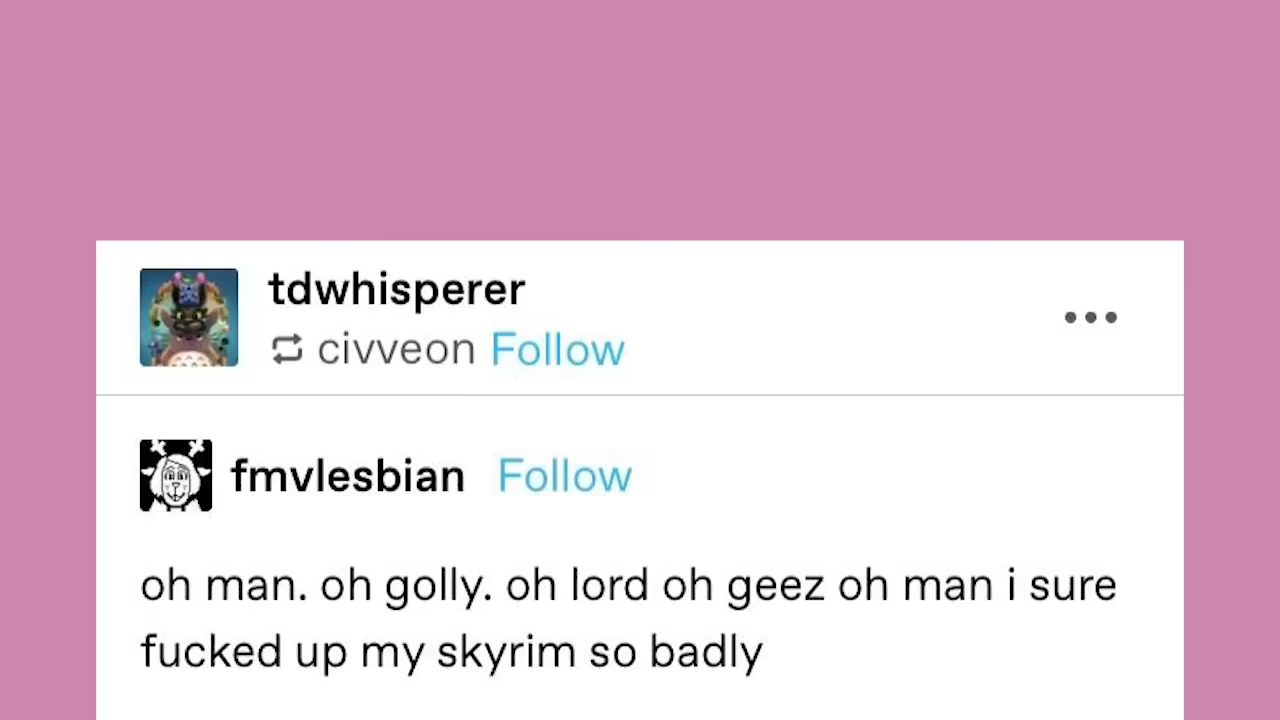 tdwhisperer
civveon Follow
fmvlesbian Follow
oh man. oh golly. oh lord oh geez oh man i sure
fucked up my skyrim so badly